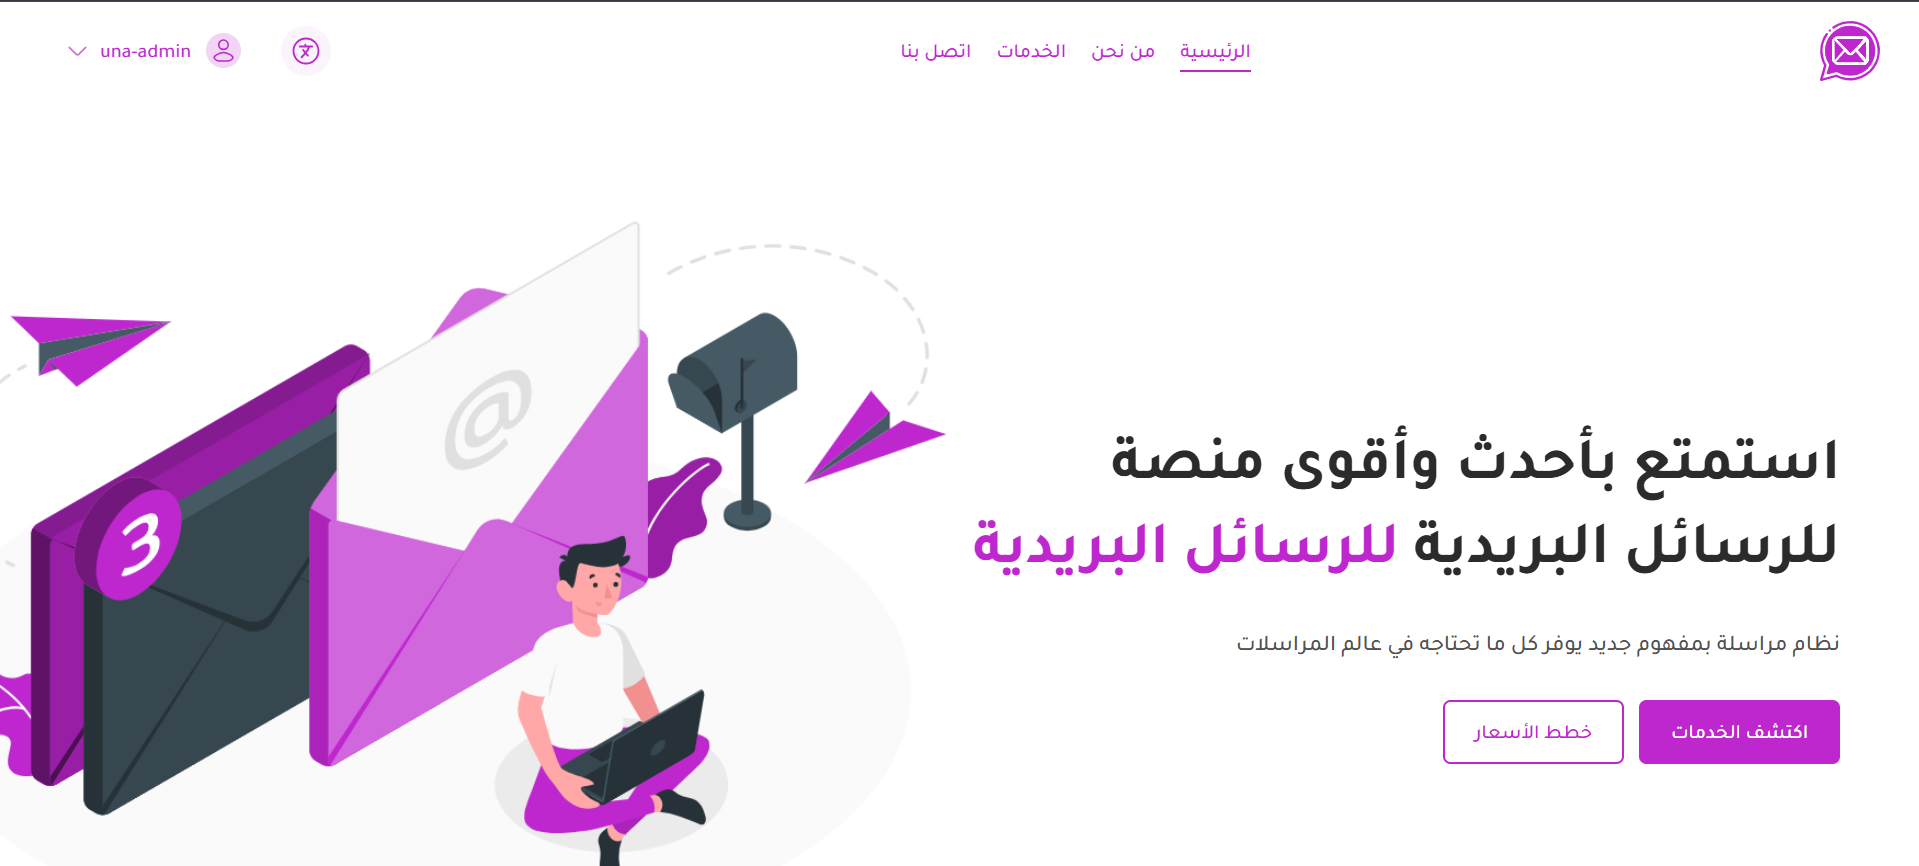 الرئيسية
من نحن
الخدمات
اتصل بنا
una-admin
استمتع بأحدث وأقوى منصة
للرسائل البريدية للرسائل البريدية
نظام مراسلة بمفهوم جديد يوفر كل ما تحتاجه في عالم المراسلات
اكتشف الخدمات
خطط الأسعار
@
3